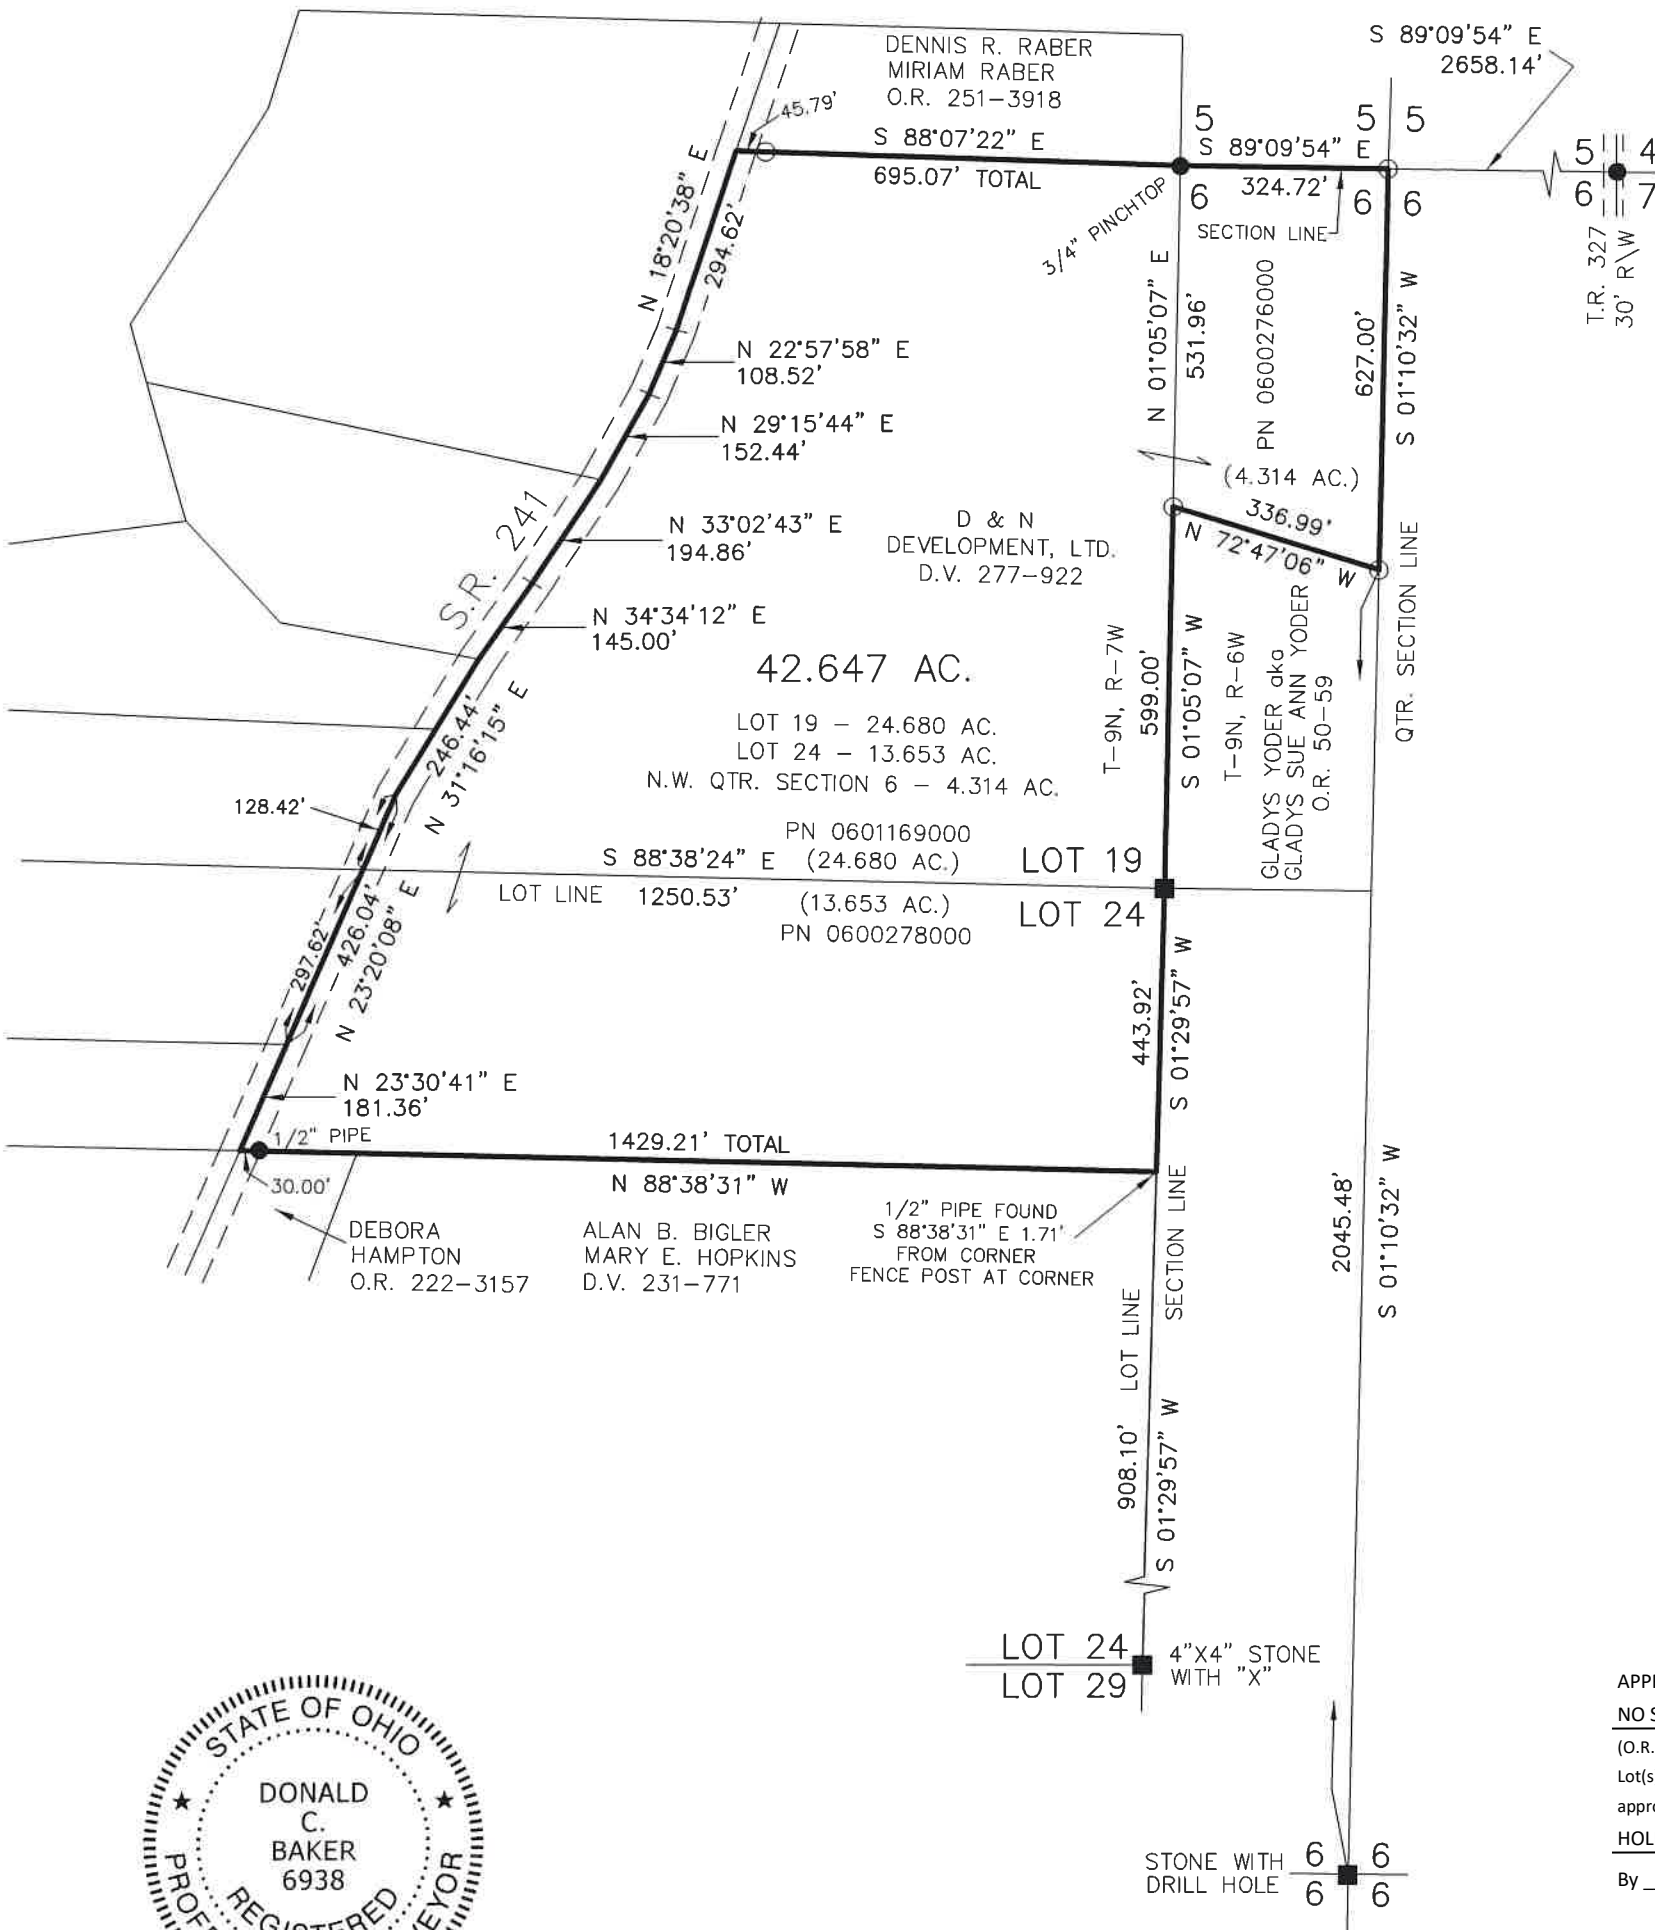 DENNIS R. RABER
MIRIAM RABER
O.R. 251-3918
S 89°09'54" E
2658.14'
45.79'
S 88°07'22" E
695.07' TOTAL
5
S 89°09'54" E
324.72'
6
5
5
6
6
5
4
6
7
T.R. 327
30' R\W
3/4" PINCHTOP
SECTION LINE
N 18°20'38" E
294.62'
N 22°57'58" E
108.52'
N 29°15'44" E
152.44'
N 33°02'43" E
194.86'
N 34°34'12" E
145.00'
S.R. 241
N 01°05'07" E
531.96'
PN 0600276000
(4.314 AC.)
627.00'
S 01°10'32" W
336.99'
N 72°47'06" W
QTR. SECTION LINE
D & N
DEVELOPMENT, LTD.
D.V. 277-922
42.647 AC.
LOT 19 - 24.680 AC.
LOT 24 - 13.653 AC.
N.W. QTR. SECTION 6 - 4.314 AC.
T-9N, R-7W
599.00'
S 01°05'07" W
T-9N, R-6W
GLADYS YODER aka
GLADYS SUE ANN YODER
O.R. 50-59
246.44'
N 31°16'15" E
128.42'
PN 0601169000
S 88°38'24" E
(24.680 AC.)
LOT 19
LOT LINE
1250.53'
(13.653 AC.)
LOT 24
PN 0600278000
297.62'
426.04'
N 23°20'08" E
443.92'
S 01°29'57" W
N 23°30'41" E
181.36'
1/2" PIPE
30.00'
1429.21' TOTAL
N 88°38'31" W
DEBORA
HAMPTON
O.R. 222-3157
ALAN B. BIGLER
MARY E. HOPKINS
D.V. 231-771
1/2" PIPE FOUND
S 88°38'31" E 1.71'
FROM CORNER
FENCE POST AT CORNER
SECTION LINE
2045.48'
S 01°10'32" W
908.10' LOT LINE
S 01°29'57" W
LOT 24
LOT 29
4"X4" STONE
WITH "X"
STONE WITH
DRILL HOLE
6
6
6
6
STATE OF OHIO
DONALD
C.
BAKER
6938
REGISTERED
NO
(O.R.
By